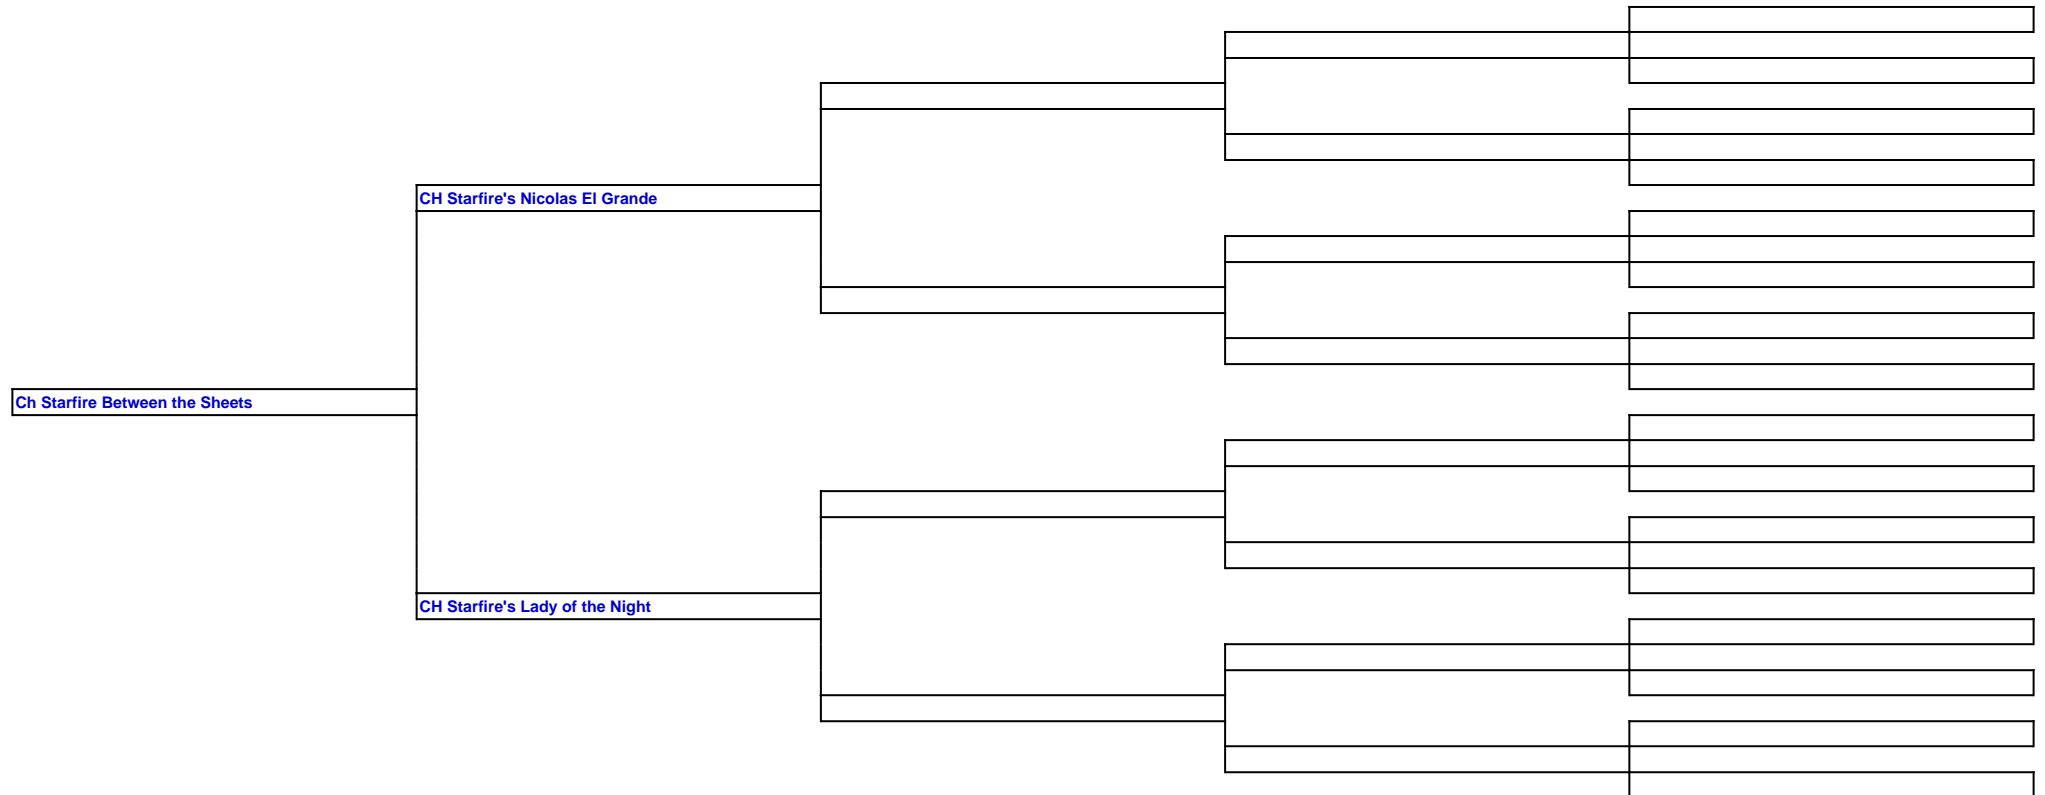 CH Starfire's Nicolas El Grande
Ch Starfire Between the Sheets
CH Starfire's Lady of the Night